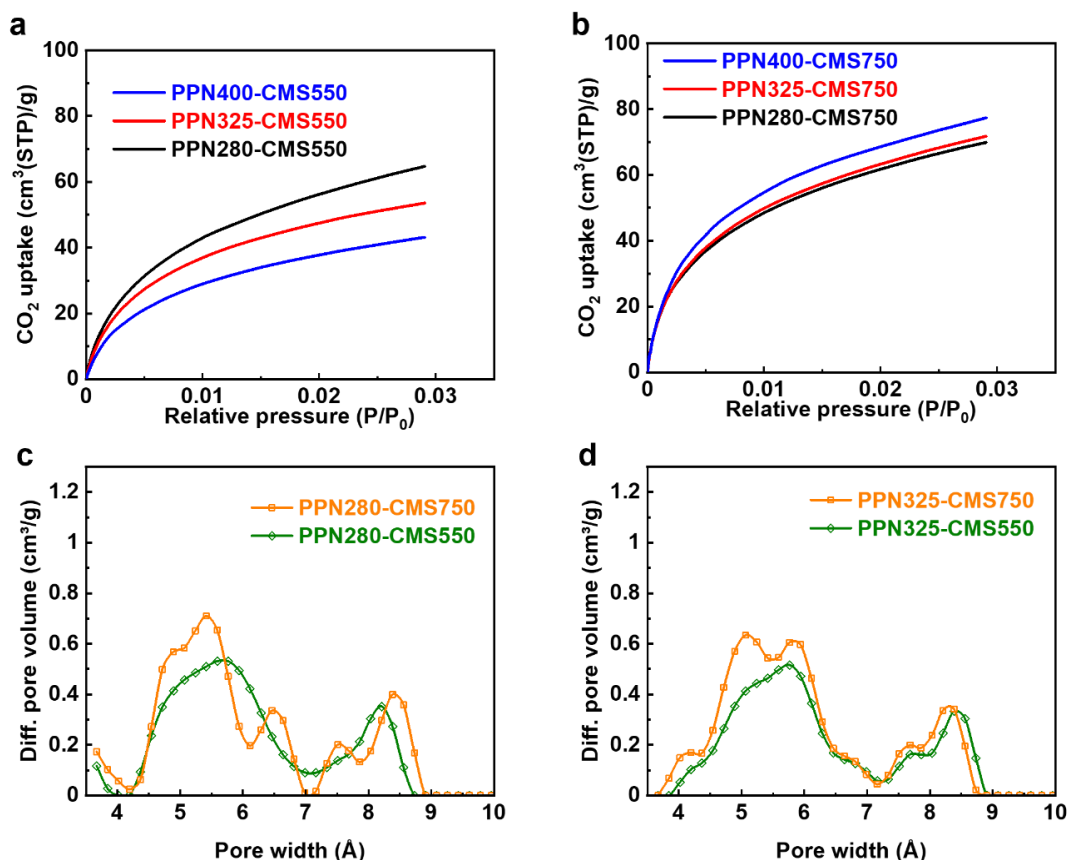 a
100
80
60
40
20
0
CO₂ uptake (cm³(STP)/g)
PPN400-CMS550
PPN325-CMS550
PPN280-CMS550
0
0.01
0.02
0.03
Relative pressure (P/P₀)
b
100
80
60
40
20
0
CO₂ uptake (cm³(STP)/g)
PPN400-CMS750
PPN325-CMS750
PPN280-CMS750
0
0.01
0.02
0.03
Relative pressure (P/P₀)
c
1.2
1
0.8
0.6
0.4
0.2
0
Diff. pore volume (cm³/g)
PPN280-CMS750
PPN280-CMS550
4
5
6
7
8
9
10
Pore width (Å)
d
1.2
1
0.8
0.6
0.4
0.2
0
Diff. pore volume (cm³/g)
PPN325-CMS750
PPN325-CMS550
4
5
6
7
8
9
10
Pore width (Å)